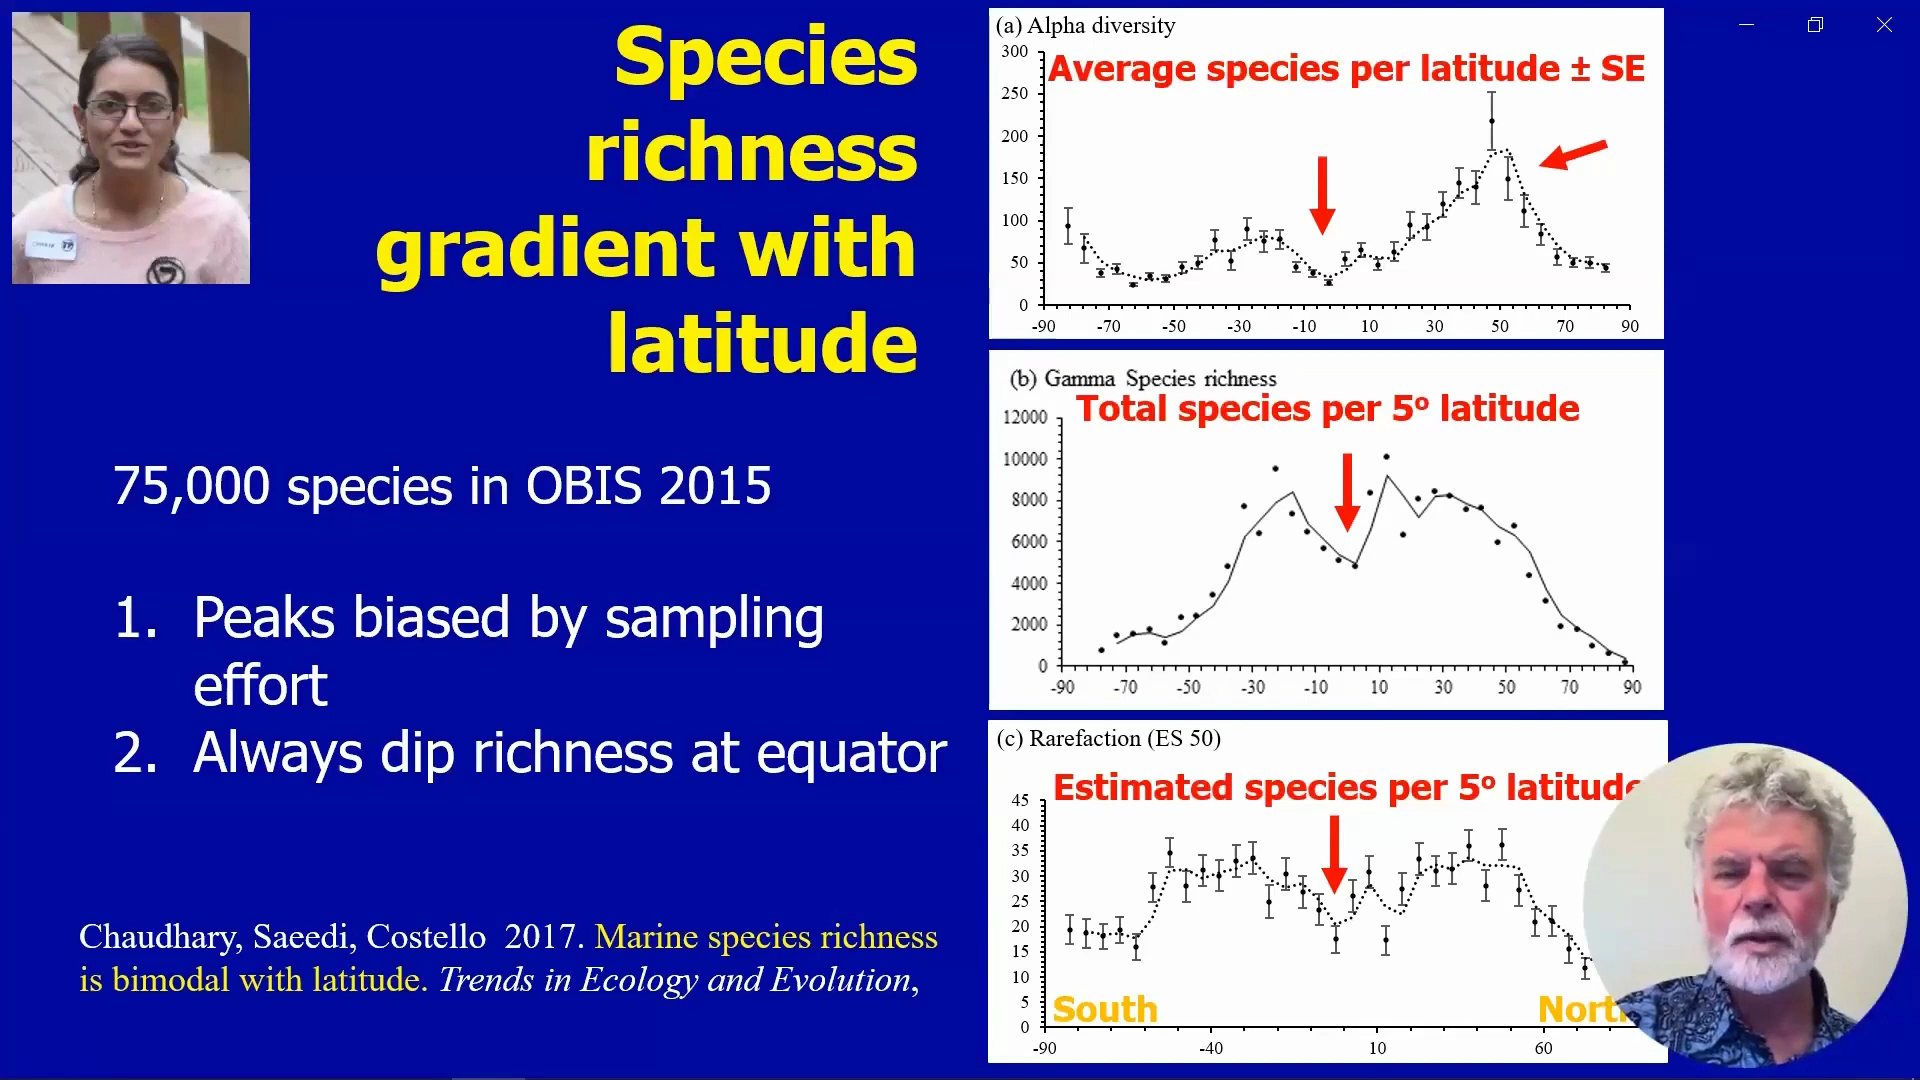 Species
richness
gradient with
latitude
75,000 species in OBIS 2015
1. Peaks biased by sampling
effort
2. Always dip richness at equator
Chaudhary, Saeedi, Costello 2017. Marine species richness
is bimodal with latitude. Trends in Ecology and Evolution,
(a) Alpha diversity
Average species per latitude ± SE
300
250
200
150
100
50
0
-90 -70 -50 -30 -10 10 30 50 70 90
(b) Gamma Species richness
Total species per 5º latitude
12000
10000
8000
6000
4000
2000
0
-90 -70 -50 -30 -10 10 30 50 70 90
(c) Rarefaction (ES 50)
Estimated species per 5º latitude
45
40
35
30
25
20
15
10
5
0
South
North
-90 -40 10 60